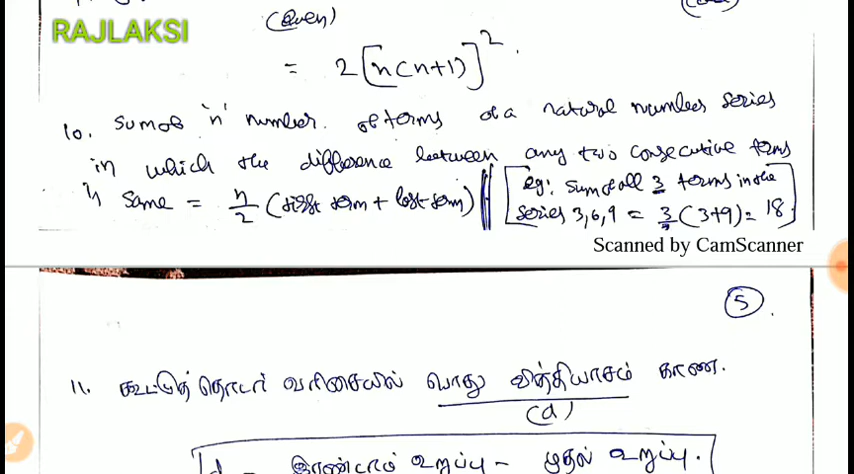 RAJLAKSI
(even)
= 2[n(n+1)]².
10. Sum of 'n' number of terms of a natural number series
in which the difference between any two consecutive terms
is same = n/2 (first term + last term) [eg: Sum of all 3 terms in the
series 3,6,9 = 3/2 (3+9) = 18]
Scanned by CamScanner
5.
11. கூட்டுத் தொடர் வரிசையில் பொது வித்தியாசம் காண.
(d)
d = இரண்டாம் உறுப்பு - முதல் உறுப்பு.